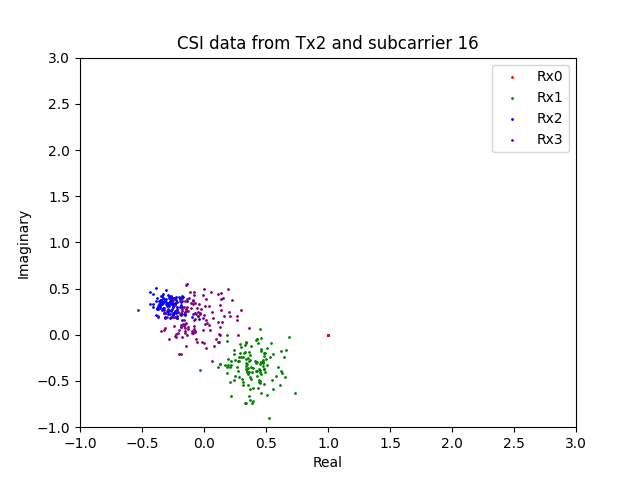 CSI data from Tx2 and subcarrier 16
3.0
2.5
2.0
1.5
1.0
0.5
0.0
−0.5
−1.0
Imaginary
Rx0
Rx1
Rx2
Rx3
−1.0 −0.5 0.0 0.5 1.0 1.5 2.0 2.5 3.0
Real